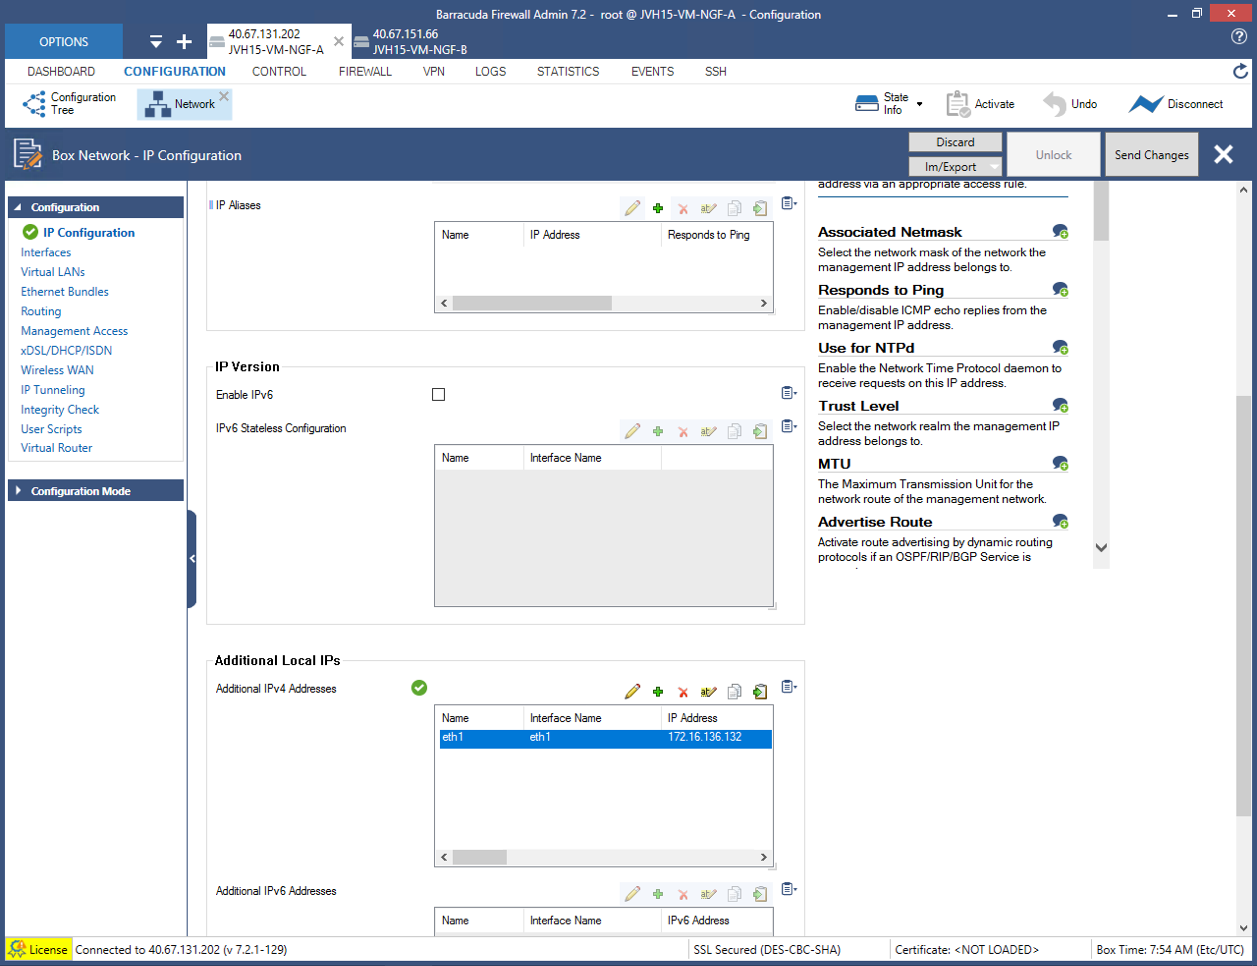 Barracuda Firewall Admin 7.2 - root @ JVH15-VM-NGF-A - Configuration
OPTIONS
40.67.131.202
JVH15-VM-NGF-A
40.67.151.66
JVH15-VM-NGF-B
DASHBOARD
CONFIGURATION
CONTROL
FIREWALL
VPN
LOGS
STATISTICS
EVENTS
SSH
Configuration
Tree
Network
State
Info
Activate
Undo
Disconnect
Box Network - IP Configuration
Discard
Im/Export
Unlock
Send Changes
Configuration
IP Configuration
Interfaces
Virtual LANs
Ethernet Bundles
Routing
Management Access
xDSL/DHCP/ISDN
Wireless WAN
IP Tunneling
Integrity Check
User Scripts
Virtual Router
Configuration Mode
IP Aliases
Name IP Address Responds to Ping
IP Version
Enable IPv6
IPv6 Stateless Configuration
Name Interface Name
Additional Local IPs
Additional IPv4 Addresses
Name Interface Name IP Address
eth1 eth1 172.16.136.132
Additional IPv6 Addresses
Name Interface Name IPv6 Address
address via an appropriate access rule.
Associated Netmask
Select the network mask of the network the
management IP address belongs to.
Responds to Ping
Enable/disable ICMP echo replies from the
management IP address.
Use for NTPd
Enable the Network Time Protocol daemon to
receive requests on this IP address.
Trust Level
Select the network realm the management IP
address belongs to.
MTU
The Maximum Transmission Unit for the
network route of the management network.
Advertise Route
Activate route advertising by dynamic routing
protocols if an OSPF/RIP/BGP Service is
License
Connected to 40.67.131.202 (v 7.2.1-129)
SSL Secured (DES-CBC-SHA)
Certificate: <NOT LOADED>
Box Time: 7:54 AM (Etc/UTC)